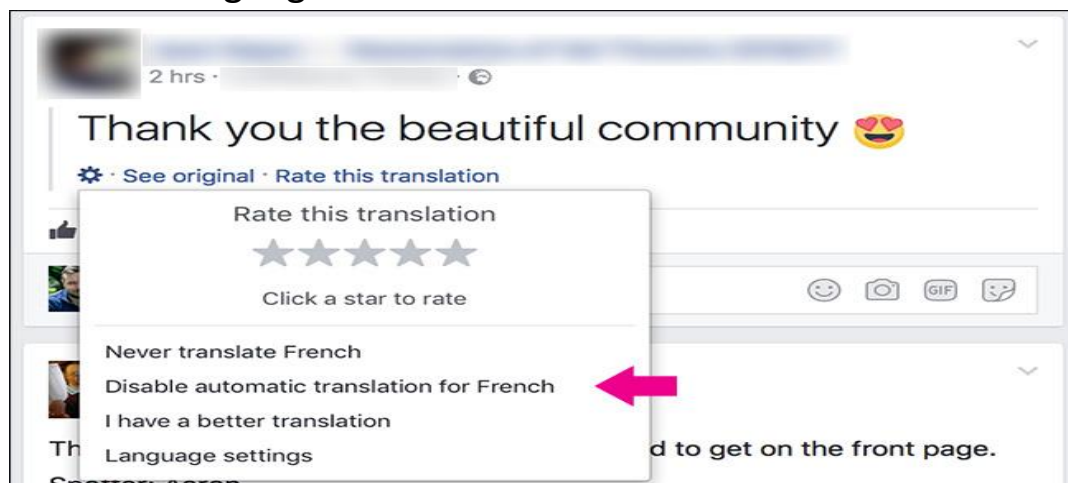 2 hrs ·
Thank you the beautiful community 😍
· See original · Rate this translation
Rate this translation
Click a star to rate
GIF
Never translate French
Disable automatic translation for French
I have a better translation
Th d to get on the front page.
Language settings